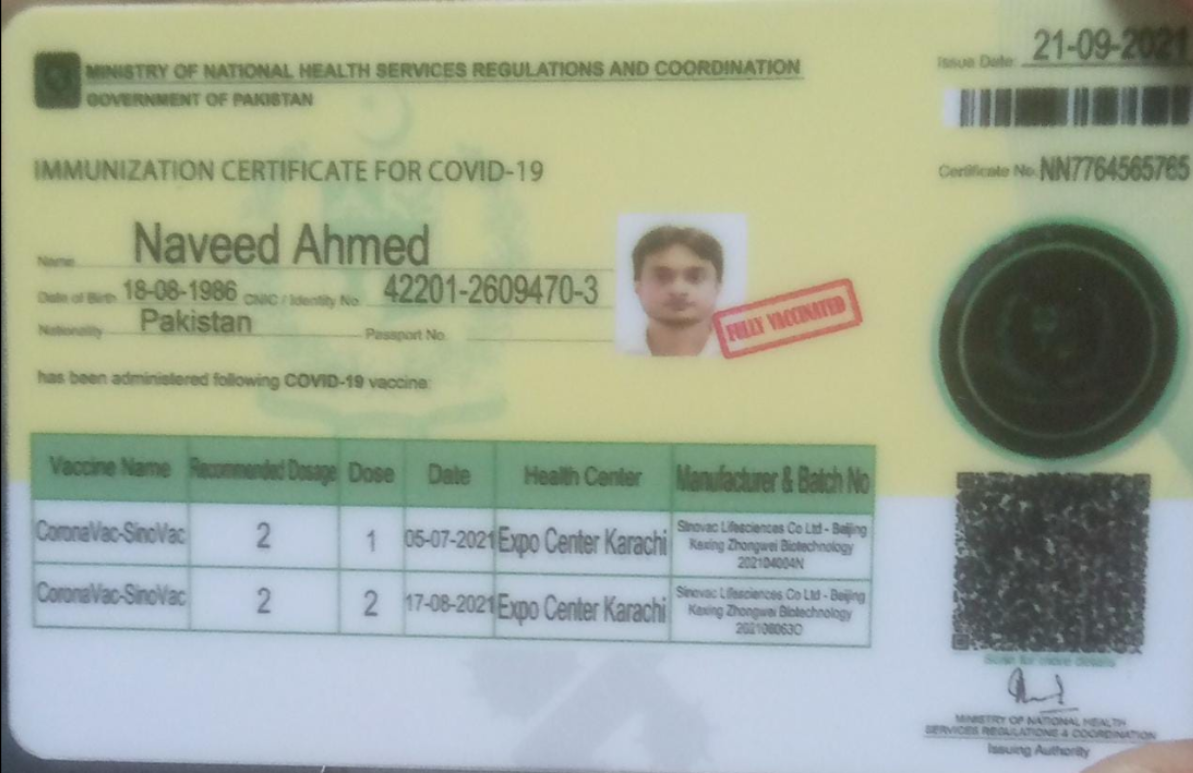 MINISTRY OF NATIONAL HEALTH SERVICES REGULATIONS AND COORDINATION
GOVERNMENT OF PAKISTAN
Issue Date: 21-09-2021
IMMUNIZATION CERTIFICATE FOR COVID-19
Certificate No. NN7764565765
Name Naveed Ahmed
Date of Birth 18-08-1986 CNIC / Identity No. 42201-2609470-3
Nationality Pakistan Passport No.
FULLY VACCINATED
has been administered following COVID-19 vaccine:
Vaccine Name Recommended Dosage Dose Date Health Center Manufacturer & Batch No
CoronaVac-SinoVac 2 1 05-07-2021 Expo Center Karachi Sinovac Lifesciences Co Ltd - Beijing
Kexing Zhongwei Biotechnology
202104004N
CoronaVac-SinoVac 2 2 17-08-2021 Expo Center Karachi Sinovac Lifesciences Co Ltd - Beijing
Kexing Zhongwei Biotechnology
Scan for more details
MINISTRY OF NATIONAL HEALTH
SERVICES REGULATIONS & COORDINATION
Issuing Authority